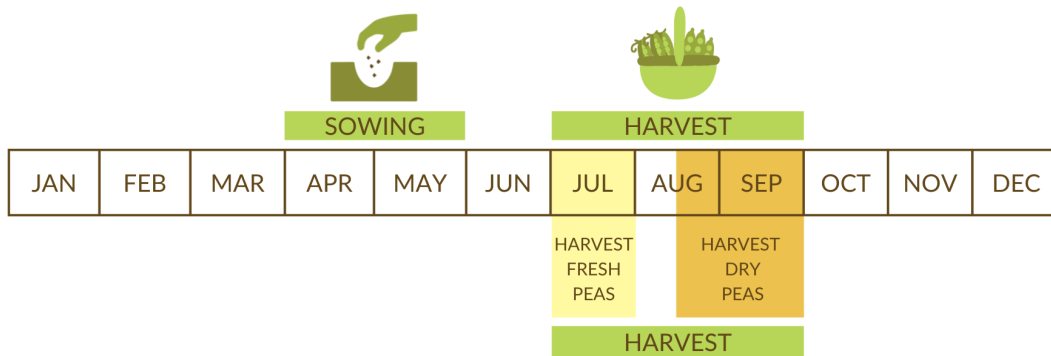 SOWING
HARVEST
JAN FEB MAR APR MAY JUN JUL AUG SEP OCT NOV DEC
HARVEST
FRESH
PEAS
HARVEST
DRY
PEAS
HARVEST